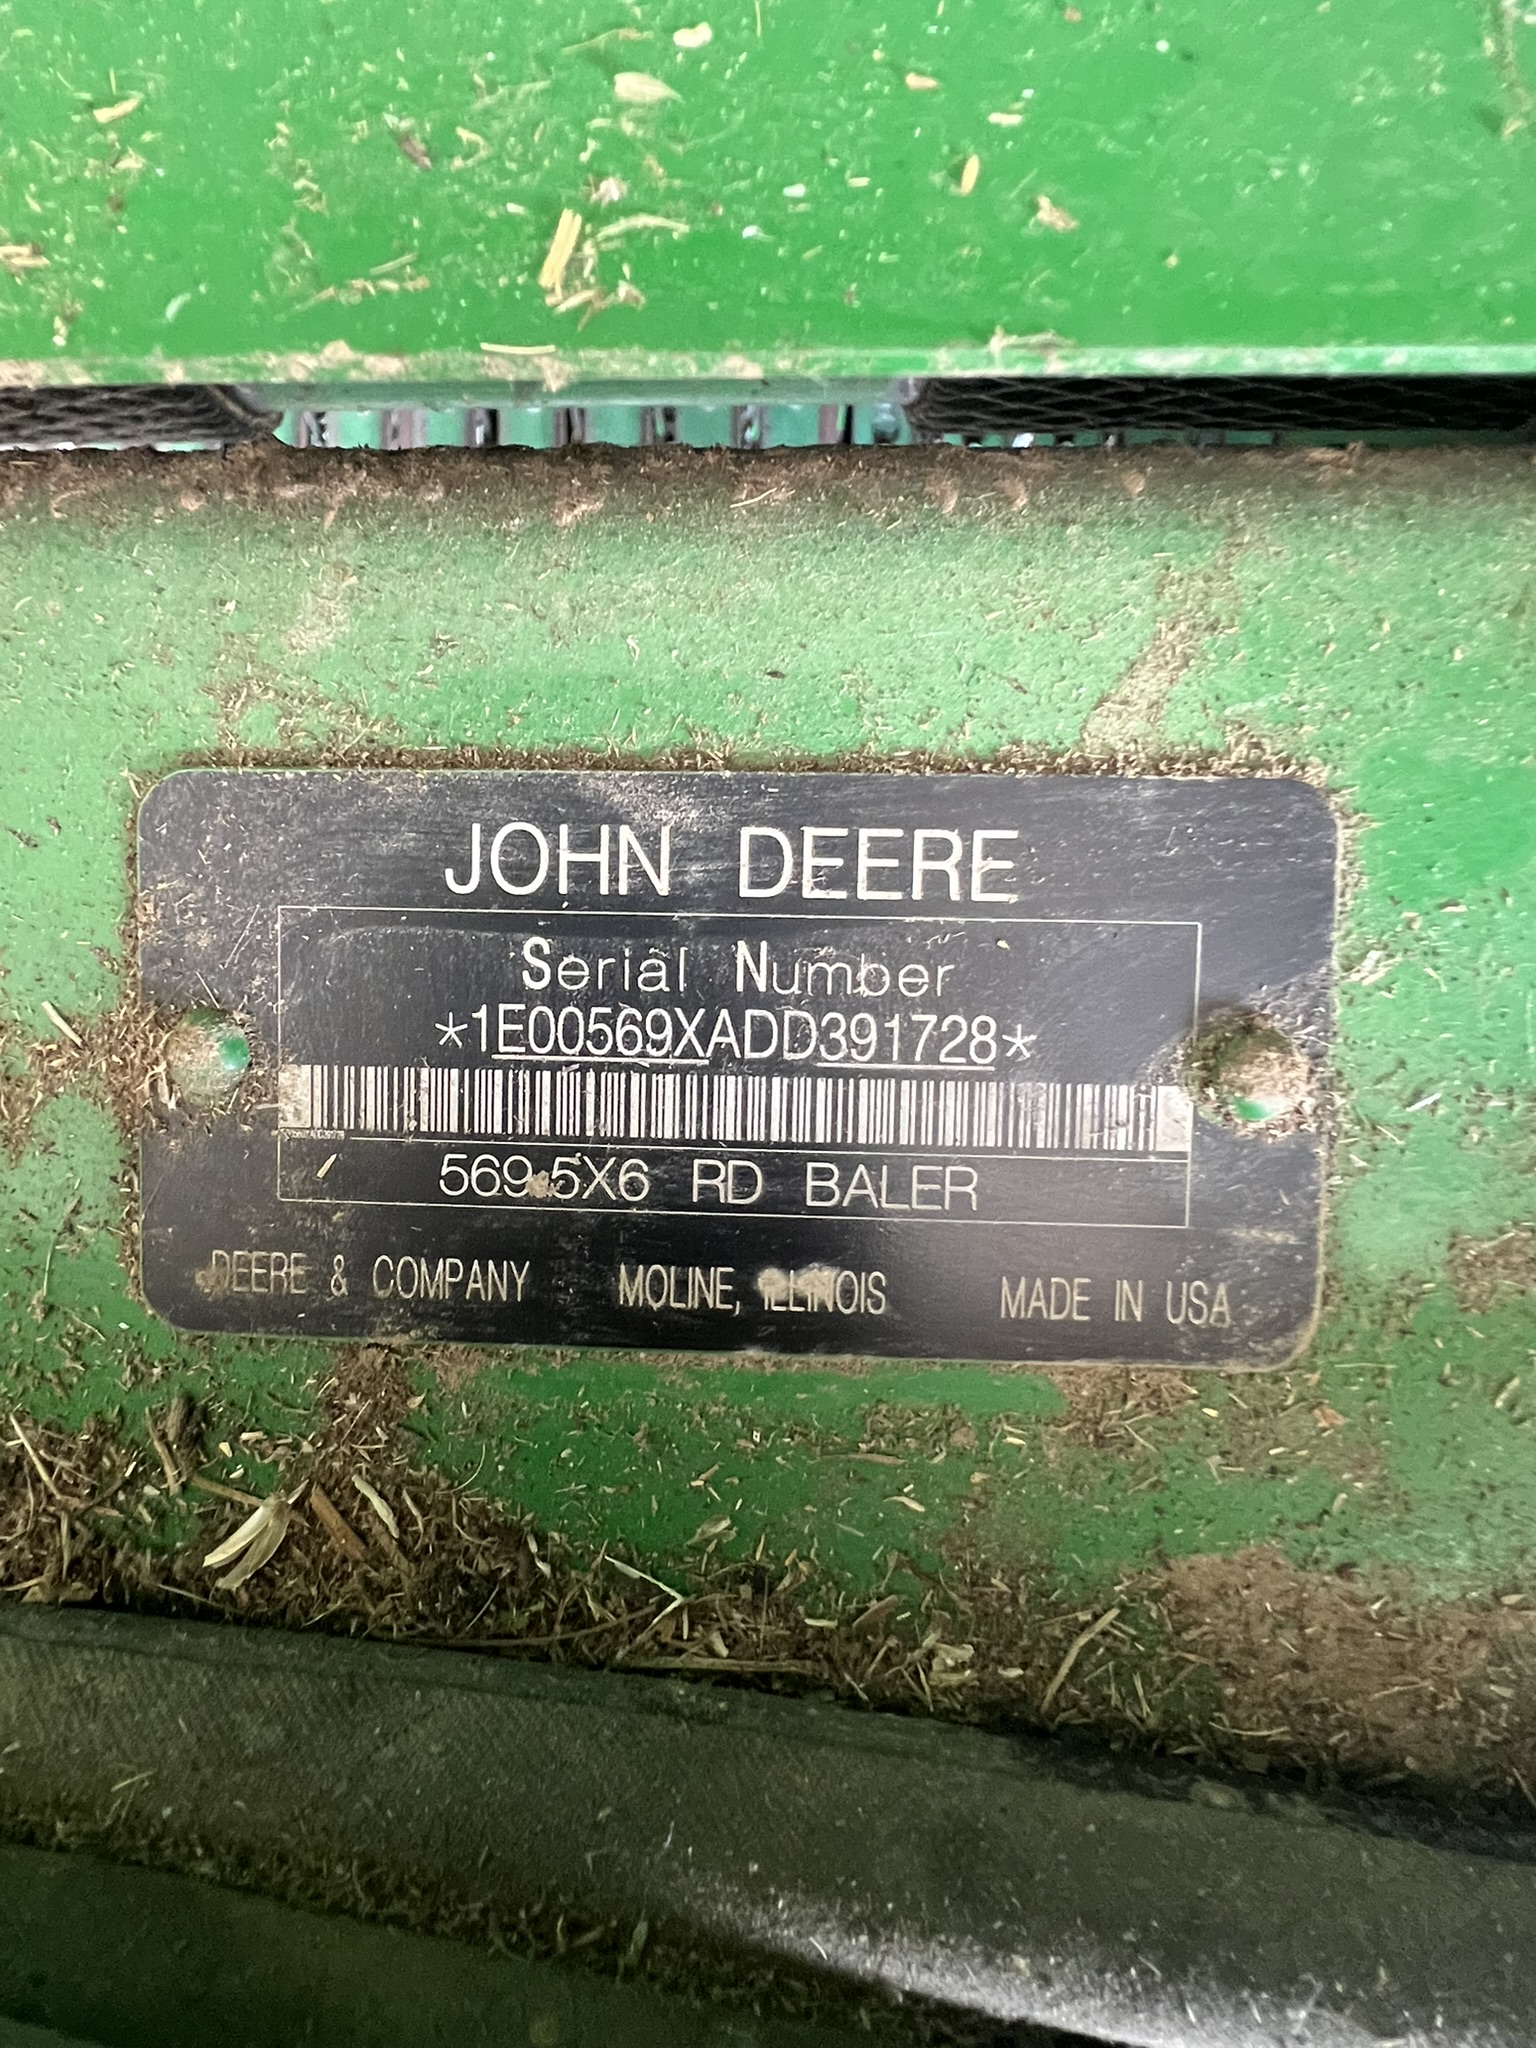 JOHN DEERE
Serial Number
*1E00569XADD391728*
569 5X6 RD BALER
DEERE & COMPANY MOLINE, ILLINOIS MADE IN USA